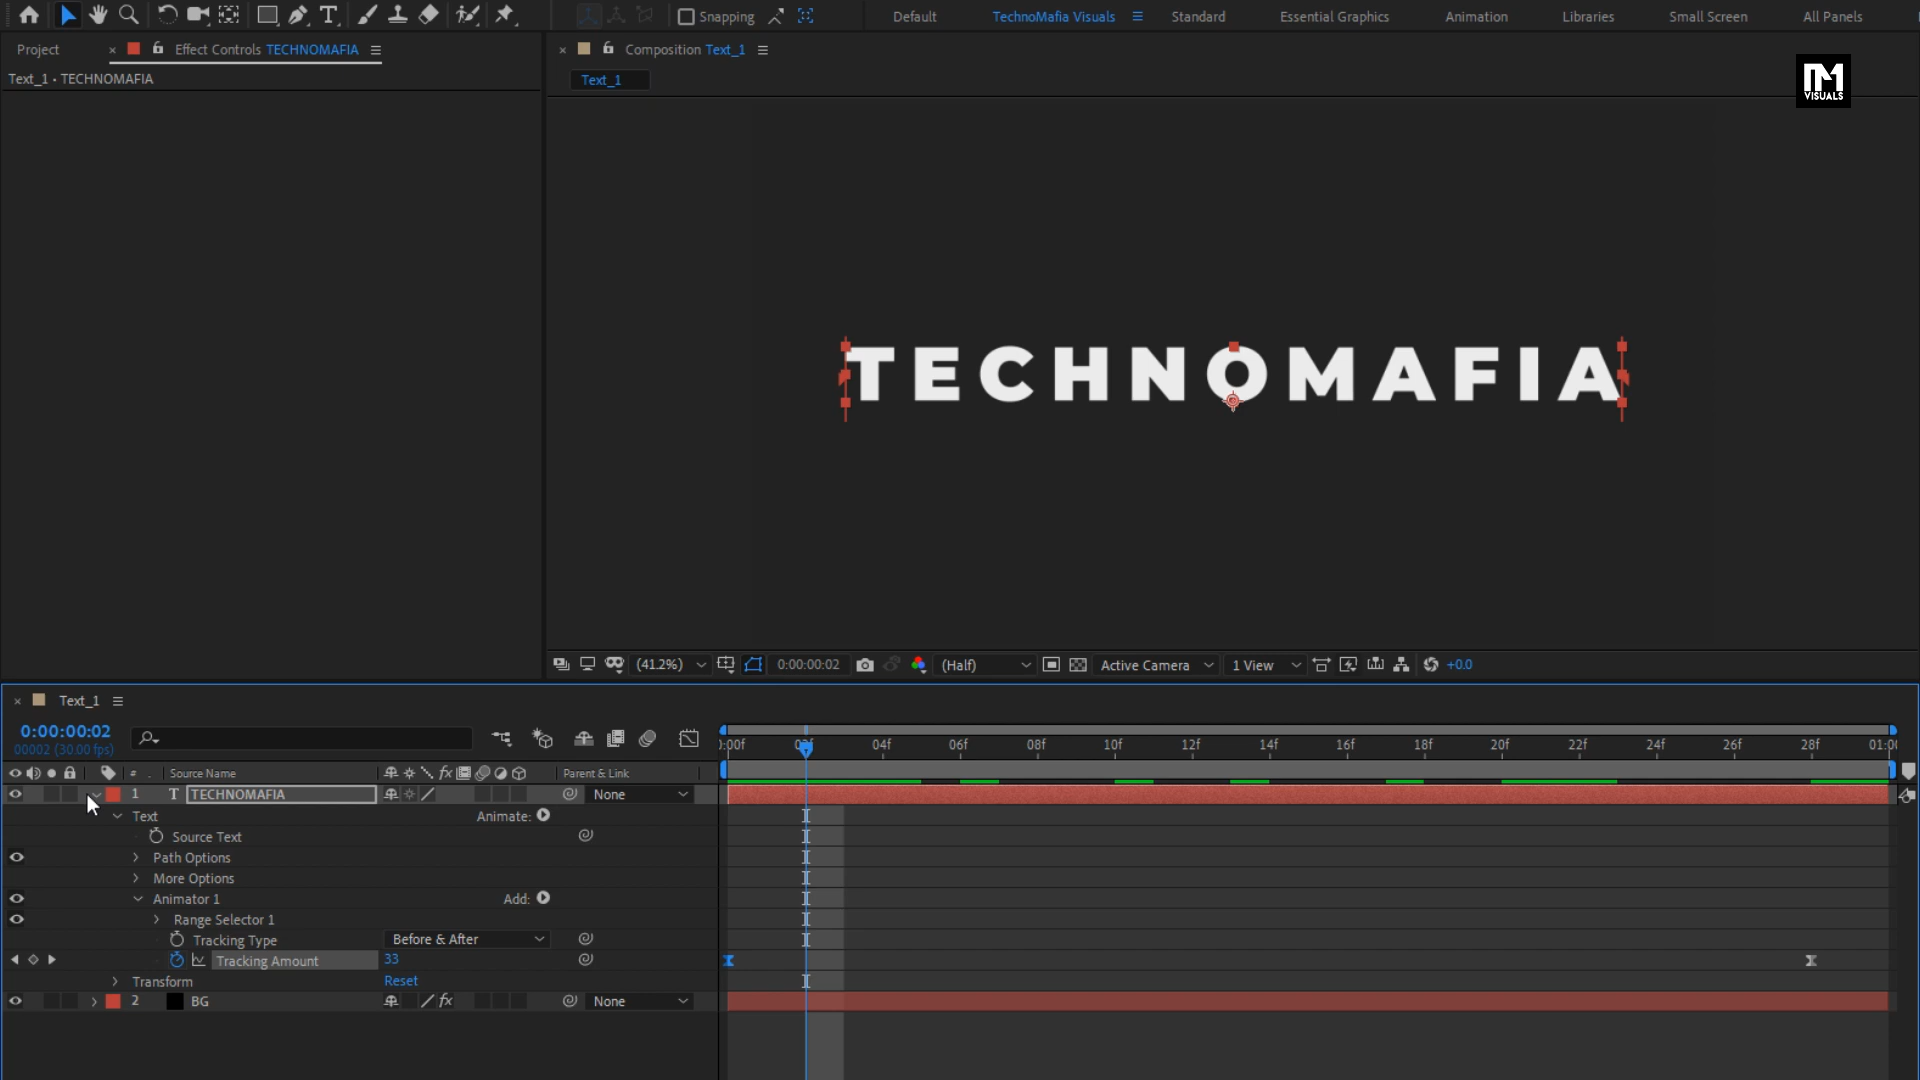 Snapping
Default
TechnoMafia Visuals
Standard
Essential Graphics
Animation
Libraries
Small Screen
All Panels
Project
Effect Controls TECHNOMAFIA
Composition Text_1
Text_1 • TECHNOMAFIA
Text_1
VISUALS
TECHNOMAFIA
(41.2%)
0:00:00:02
(Half)
Active Camera
1 View
+0.0
Text_1
0:00:00:02
00002 (30.00 fps)
:00f
04f
06f
08f
10f
12f
14f
16f
18f
20f
22f
24f
26f
28f
01:00
# . Source Name
fx
Parent & Link
1 T TECHNOMAFIA None
Text Animate:
Source Text
Path Options
More Options
Animator 1 Add:
Range Selector 1
Tracking Type Before & After
Tracking Amount 33
Transform Reset
2 BG fx None